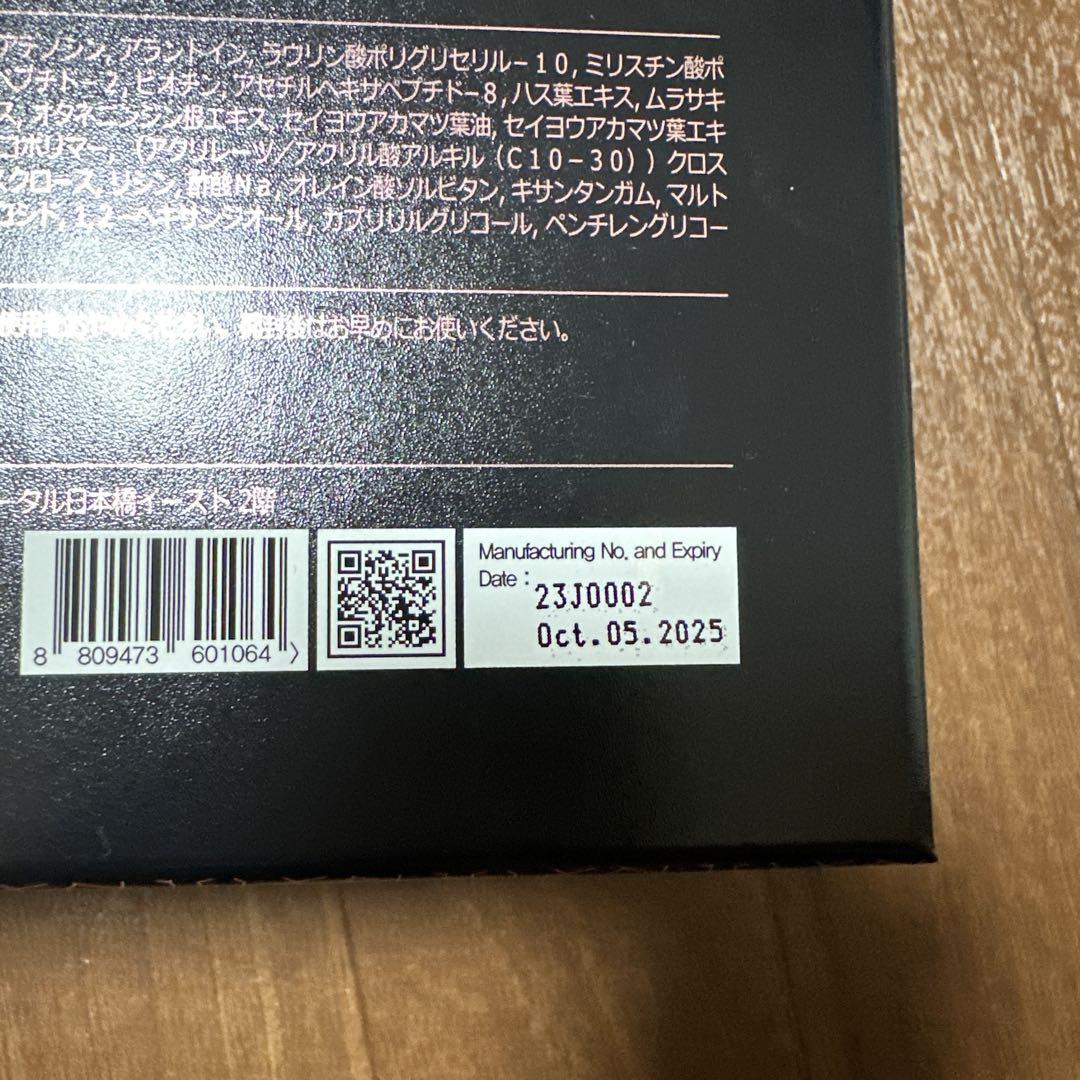 アデノシン, アラントイン, ラウリン酸ポリグリセリル－１０, ミリスチン酸ポ
ペプチド－2, ビオチン, アセチルヘキサペプチド－8, ハス葉エキス, ムラサキ
ス, オタネニンジン根エキス, セイヨウアカマツ葉油, セイヨウアカマツ葉エキ
コポリマー, （アクリレーツ／アクリル酸アルキル（Ｃ１０－３０））クロス
スクロース, リシン, 酢酸Ｎａ, オレイン酸ソルビタン, キサンタンガム, マルト
1,2－ヘキサンジオール, カプリリルグリコール, ペンチレングリコー
はお早めにお使いください。
ータル日本橋イースト 2階
8 809473 601064 >
Manufacturing No. and Expiry
Date : 23J0002
Oct.05.2025